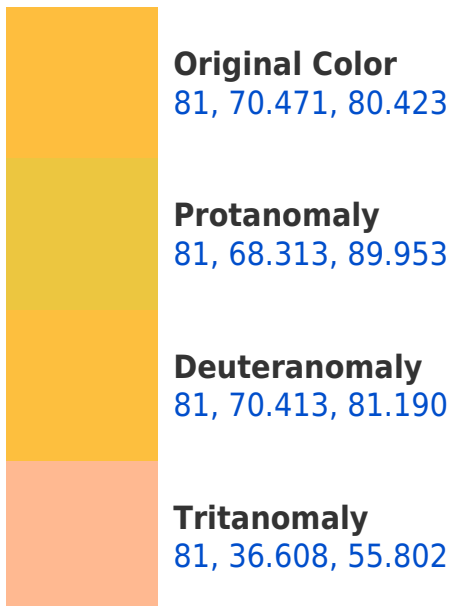 Original Color
81, 70.471, 80.423
Protanomaly
81, 68.313, 89.953
Deuteranomaly
81, 70.413, 81.190
Tritanomaly
81, 36.608, 55.802